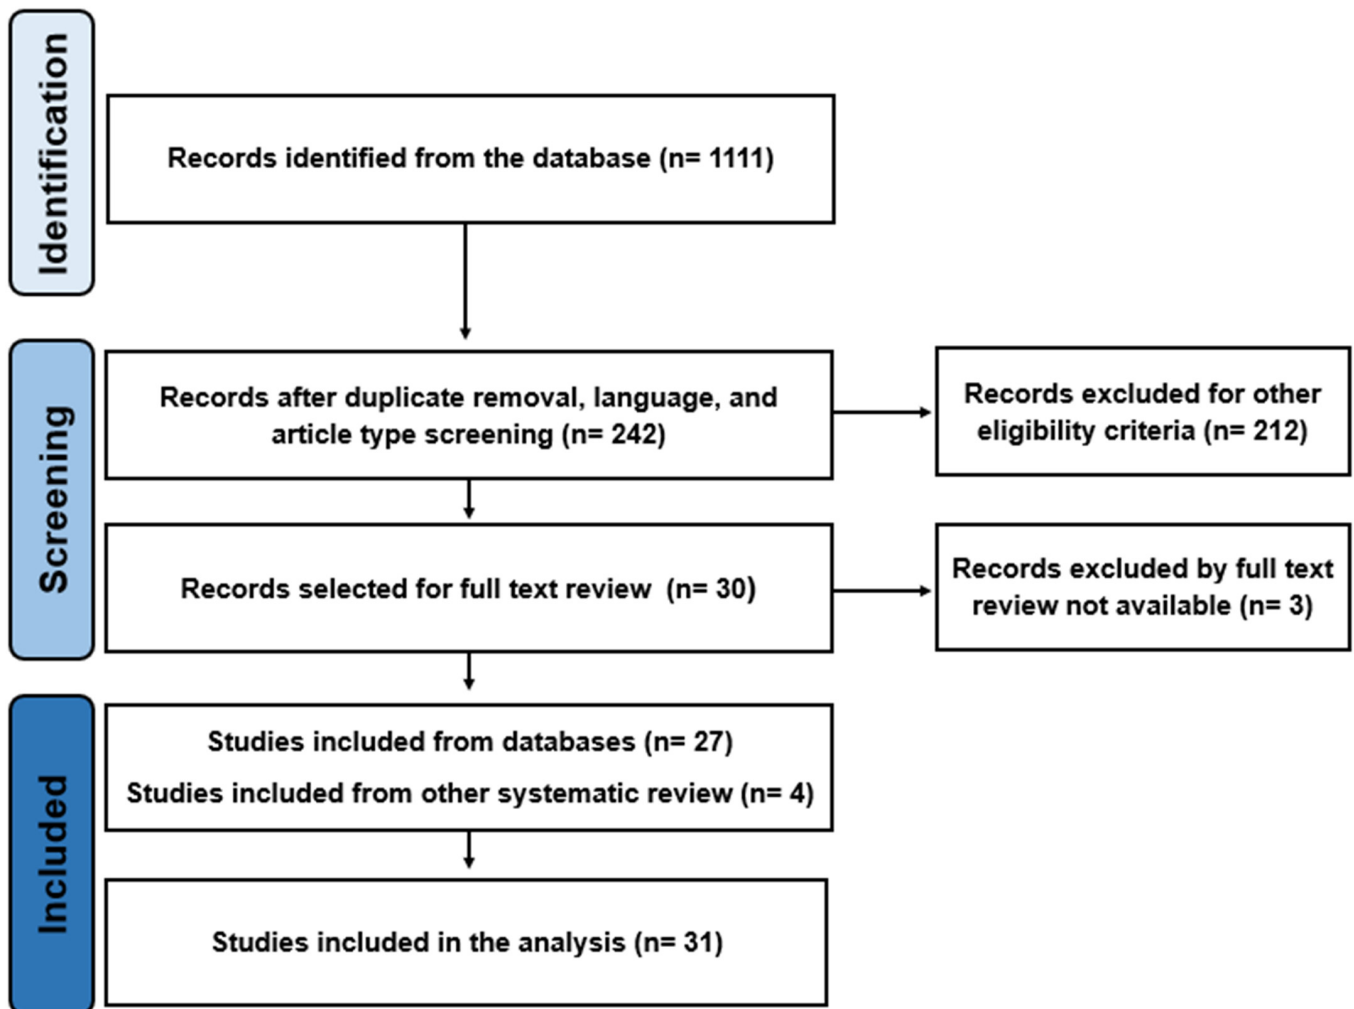 Identification
Records identified from the database (n= 1111)
Screening
Records after duplicate removal, language, and
article type screening (n= 242)
Records excluded for other
eligibility criteria (n= 212)
Records selected for full text review (n= 30)
Records excluded by full text
review not available (n= 3)
Included
Studies included from databases (n= 27)
Studies included from other systematic review (n= 4)
Studies included in the analysis (n= 31)